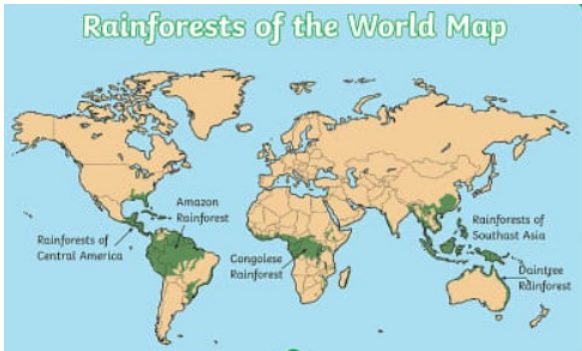 Rainforests of the World Map
Amazon
Rainforest
Rainforests of
Central America
Congolese
Rainforest
Rainforests of
Southast Asia
Daintree
Rainforest